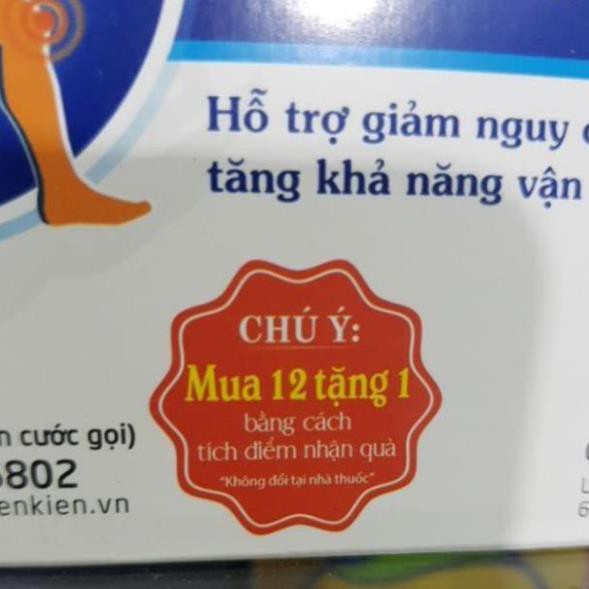 Hỗ trợ giảm nguy
tăng khả năng vận
CHÚ Ý:
Mua 12 tặng 1
bằng cách
tích điểm nhận quà
"Không đổi tại nhà thuốc"
cước gọi)
802
enkien.vn